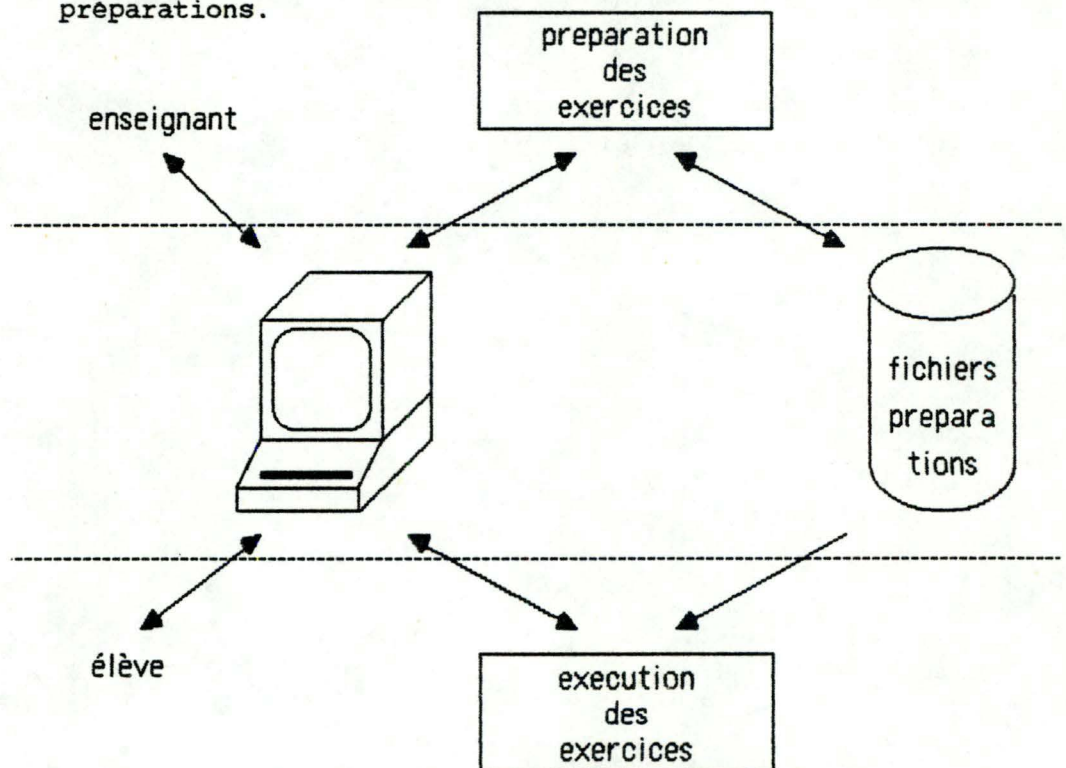 préparations.
preparation
des
exercices
enseignant
fichiers
prepara
tions
élève
execution
des
exercices